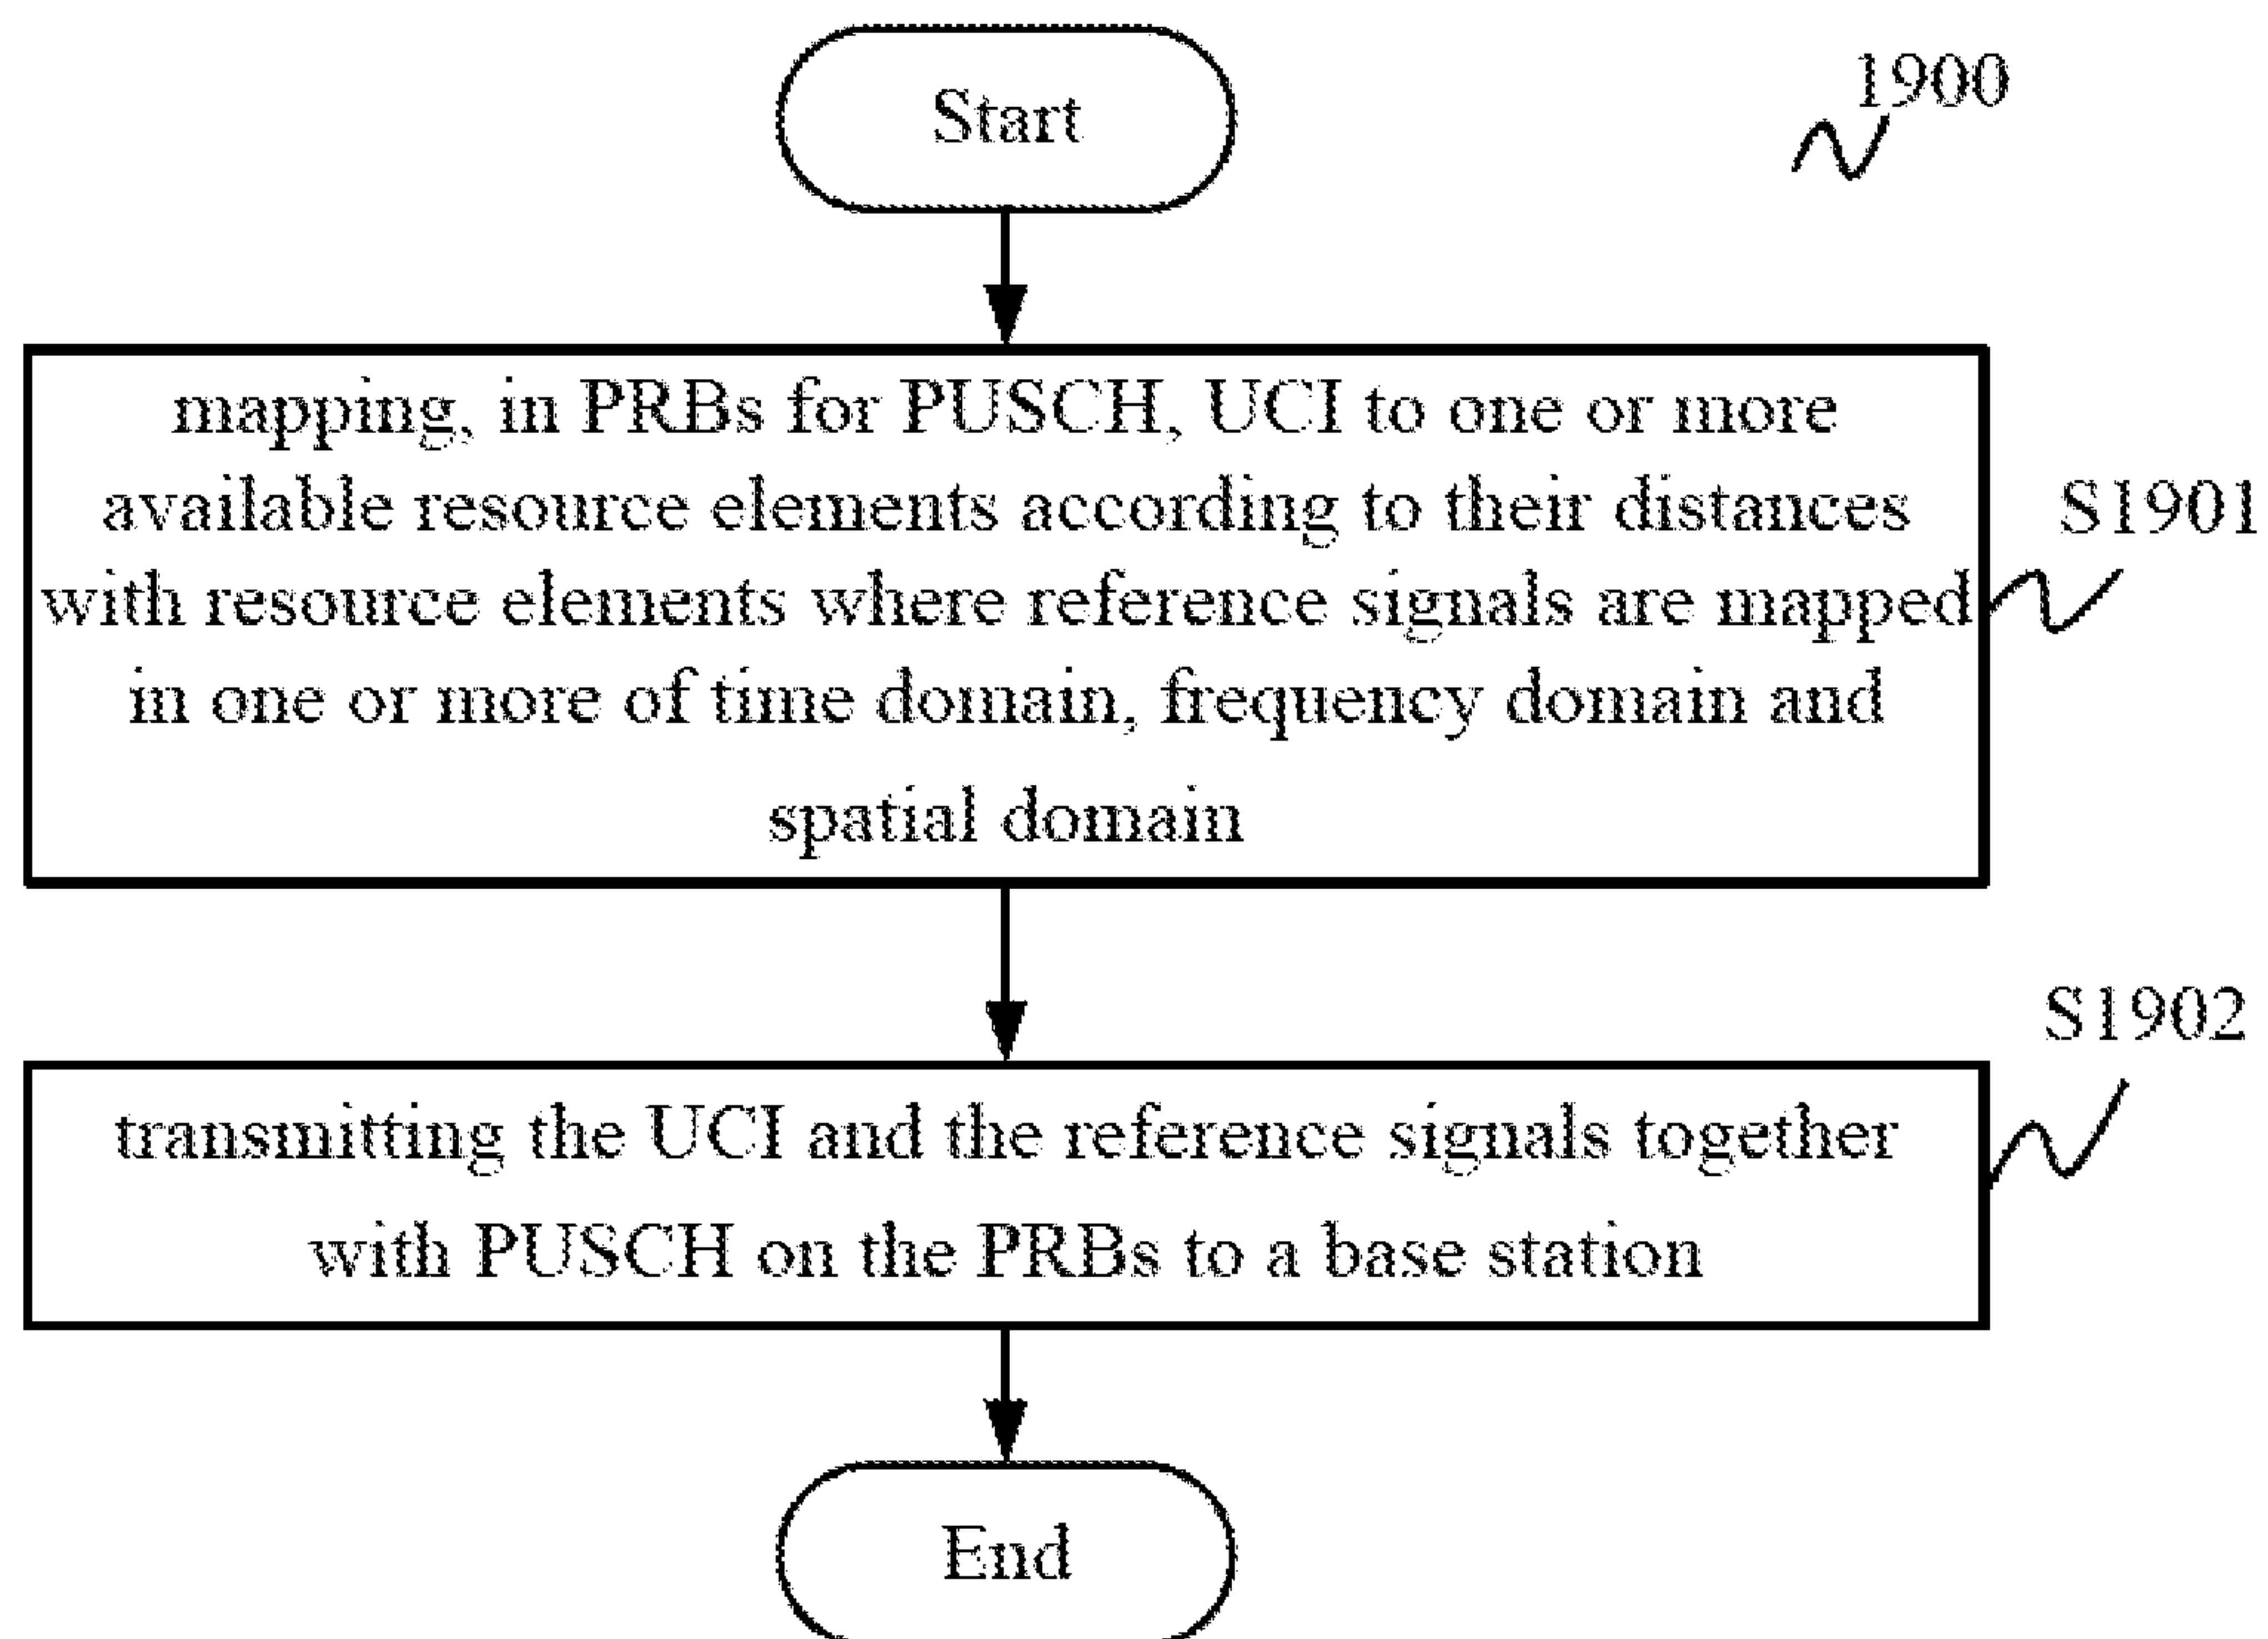 Start
1900
mapping, in PRBs for PUSCH, UCI to one or more
available resource elements according to their distances
with resource elements where reference signals are mapped
in one or more of time domain, frequency domain and
spatial domain
S1901
transmitting the UCI and the reference signals together
with PUSCH on the PRBs to a base station
S1902
End